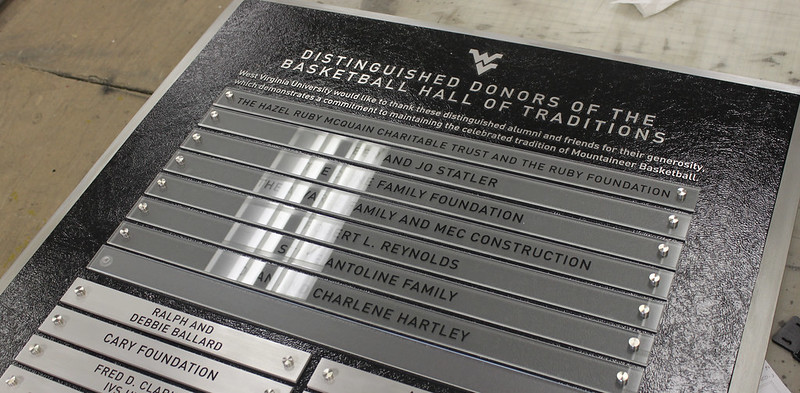 DISTINGUISHED DONORS OF THE
BASKETBALL HALL OF TRADITIONS
West Virginia University would like to thank these distinguished alumni and friends for their generosity,
which demonstrates a commitment to maintaining the celebrated tradition of Mountaineer Basketball.
THE HAZEL RUBY MCQUAIN CHARITABLE TRUST AND THE RUBY FOUNDATION
AND JO STATLER
FAMILY FOUNDATION
FAMILY AND MEC CONSTRUCTION
L. REYNOLDS
ANTOLINE FAMILY
CHARLENE HARTLEY
RALPH AND
DEBBIE BALLARD
CARY FOUNDATION
FRED D.